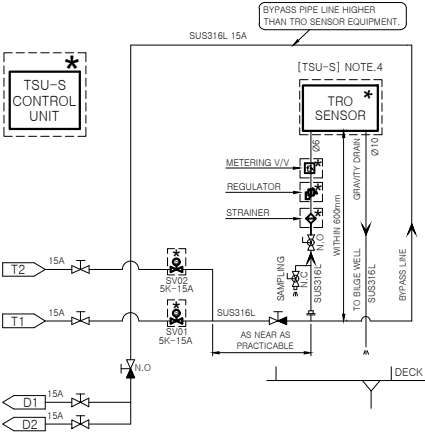 BYPASS PIPE LINE HIGHER
THAN TRO SENSOR EQUIPMENT.
SUS316L 15A
[TSU-S] NOTE.4
*
TSU-S
CONTROL
UNIT
*
TRO
SENSOR
Ø6
Ø10
METERING V/V
*
REGULATOR
*
STRAINER
*
N.O
WITHIN 600mm
GRAVITY DRAIN
TO BILGE WELL
SUS316L
BYPASS LINE
SAMPLING
N.C
SUS316L
T2
15A
*
SV02
5K-15A
T1
15A
*
SV01
5K-15A
SUS316L
AS NEAR AS
PRACTICABLE
N.O
DECK
D1
15A
D2
15A